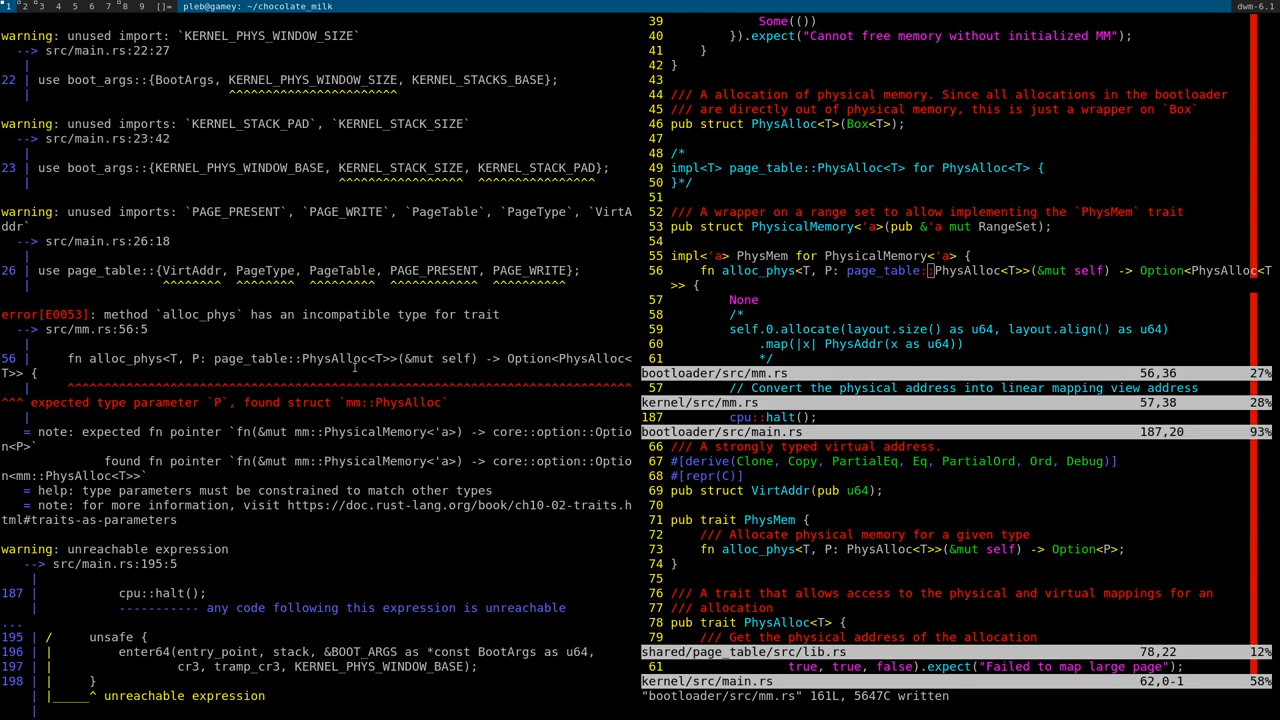 1 2 3 4 5 6 7 8 9 []= pleb@gamey: ~/chocolate_milk dwm-6.1
warning: unused import: `KERNEL_PHYS_WINDOW_SIZE`
--> src/main.rs:22:27
|
22 | use boot_args::{BootArgs, KERNEL_PHYS_WINDOW_SIZE, KERNEL_STACKS_BASE};
| ^^^^^^^^^^^^^^^^^^^^^^^
warning: unused imports: `KERNEL_STACK_PAD`, `KERNEL_STACK_SIZE`
--> src/main.rs:23:42
|
23 | use boot_args::{KERNEL_PHYS_WINDOW_BASE, KERNEL_STACK_SIZE, KERNEL_STACK_PAD};
| ^^^^^^^^^^^^^^^^^ ^^^^^^^^^^^^^^^^
warning: unused imports: `PAGE_PRESENT`, `PAGE_WRITE`, `PageTable`, `PageType`, `VirtA
ddr`
--> src/main.rs:26:18
|
26 | use page_table::{VirtAddr, PageType, PageTable, PAGE_PRESENT, PAGE_WRITE};
| ^^^^^^^^ ^^^^^^^^ ^^^^^^^^^ ^^^^^^^^^^^^ ^^^^^^^^^^
error[E0053]: method `alloc_phys` has an incompatible type for trait
--> src/mm.rs:56:5
|
56 | fn alloc_phys<T, P: page_table::PhysAlloc<T>>(&mut self) -> Option<PhysAlloc<
T>> {
| ^^^^^^^^^^^^^^^^^^^^^^^^^^^^^^^^^^^^^^^^^^^^^^^^^^^^^^^^^^^^^^^^^^^^^^^^^^^^^
^^^ expected type parameter `P`, found struct `mm::PhysAlloc`
|
= note: expected fn pointer `fn(&mut mm::PhysicalMemory<'a>) -> core::option::Optio
n<P>`
found fn pointer `fn(&mut mm::PhysicalMemory<'a>) -> core::option::Optio
n<mm::PhysAlloc<T>>`
= help: type parameters must be constrained to match other types
= note: for more information, visit https://doc.rust-lang.org/book/ch10-02-traits.h
tml#traits-as-parameters
warning: unreachable expression
--> src/main.rs:195:5
|
187 | cpu::halt();
| ----------- any code following this expression is unreachable
...
195 | / unsafe {
196 | | enter64(entry_point, stack, &BOOT_ARGS as *const BootArgs as u64,
197 | | cr3, tramp_cr3, KERNEL_PHYS_WINDOW_BASE);
198 | | }
| |_____^ unreachable expression
|
39 Some(())
40 }).expect("Cannot free memory without initialized MM");
41 }
42 }
43
44 /// A allocation of physical memory. Since all allocations in the bootloader
45 /// are directly out of physical memory, this is just a wrapper on `Box`
46 pub struct PhysAlloc<T>(Box<T>);
47
48 /*
49 impl<T> page_table::PhysAlloc<T> for PhysAlloc<T> {
50 }*/
51
52 /// A wrapper on a range set to allow implementing the `PhysMem` trait
53 pub struct PhysicalMemory<'a>(pub &'a mut RangeSet);
54
55 impl<'a> PhysMem for PhysicalMemory<'a> {
56 fn alloc_phys<T, P: page_table::PhysAlloc<T>>(&mut self) -> Option<PhysAlloc<T
>> {
57 None
58 /*
59 self.0.allocate(layout.size() as u64, layout.align() as u64)
60 .map(|x| PhysAddr(x as u64))
61 */
bootloader/src/mm.rs 56,36 27%
57 // Convert the physical address into linear mapping view address
kernel/src/mm.rs 57,38 28%
187 cpu::halt();
bootloader/src/main.rs 187,20 93%
66 /// A strongly typed virtual address.
67 #[derive(Clone, Copy, PartialEq, Eq, PartialOrd, Ord, Debug)]
68 #[repr(C)]
69 pub struct VirtAddr(pub u64);
70
71 pub trait PhysMem {
72 /// Allocate physical memory for a given type
73 fn alloc_phys<T, P: PhysAlloc<T>>(&mut self) -> Option<P>;
74 }
75
76 /// A trait that allows access to the physical and virtual mappings for an
77 /// allocation
78 pub trait PhysAlloc<T> {
79 /// Get the physical address of the allocation
shared/page_table/src/lib.rs 78,22 12%
61 true, true, false).expect("Failed to map large page");
kernel/src/main.rs 62,0-1 58%
"bootloader/src/mm.rs" 161L, 5647C written